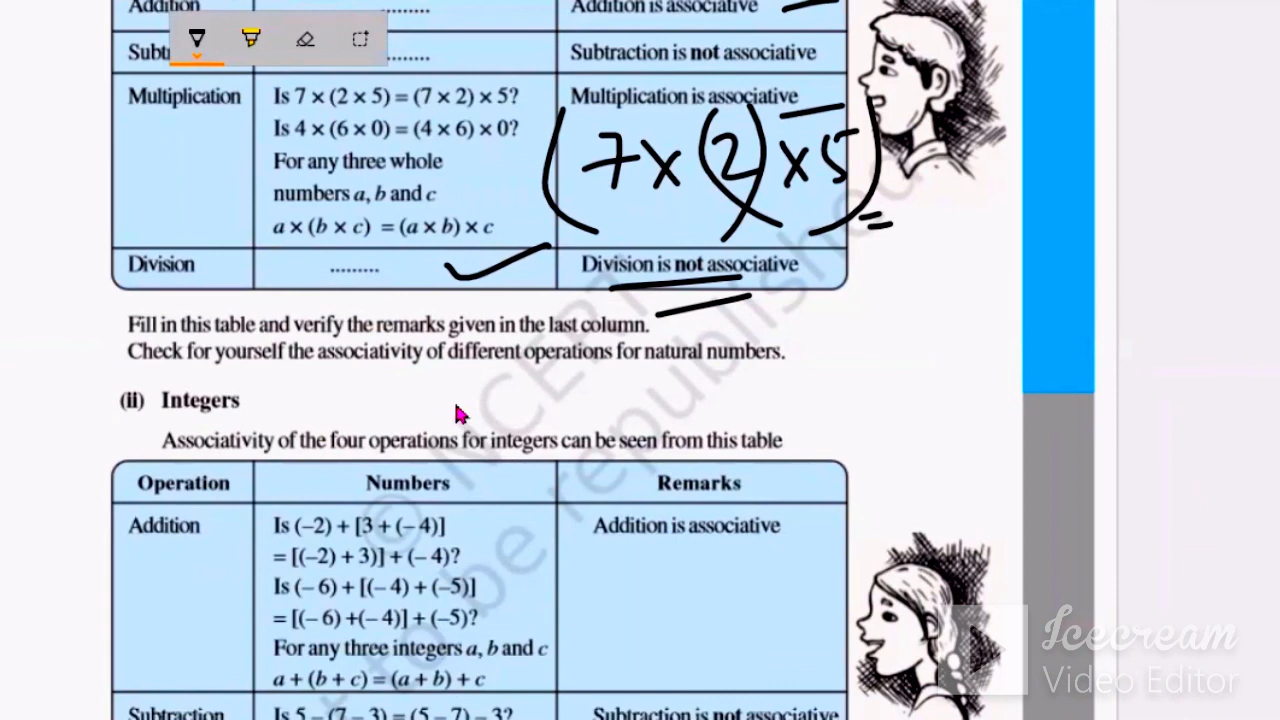 Addition ......... Addition is associative
Subt ......... Subtraction is not associative
Multiplication Is 7 × (2 × 5) = (7 × 2) × 5? Multiplication is associative
Is 4 × (6 × 0) = (4 × 6) × 0?
(7 × (2) × 5) =
For any three whole
numbers a, b and c
a × (b × c) = (a × b) × c
Division ......... Division is not associative
Fill in this table and verify the remarks given in the last column.
Check for yourself the associativity of different operations for natural numbers.
(ii) Integers
Associativity of the four operations for integers can be seen from this table
Operation Numbers Remarks
Addition Is (–2) + [3 + (– 4)] Addition is associative
= [(–2) + 3)] + (– 4)?
Is (– 6) + [(– 4) + (–5)]
= [(– 6) +(– 4)] + (–5)?
For any three integers a, b and c
a + (b + c) = (a + b) + c
Subtraction Is 5 – (7 – 3) = (5 – 7) – 3? Subtraction is not associative
© NCERT
to be republished
Icecream
Video Editor